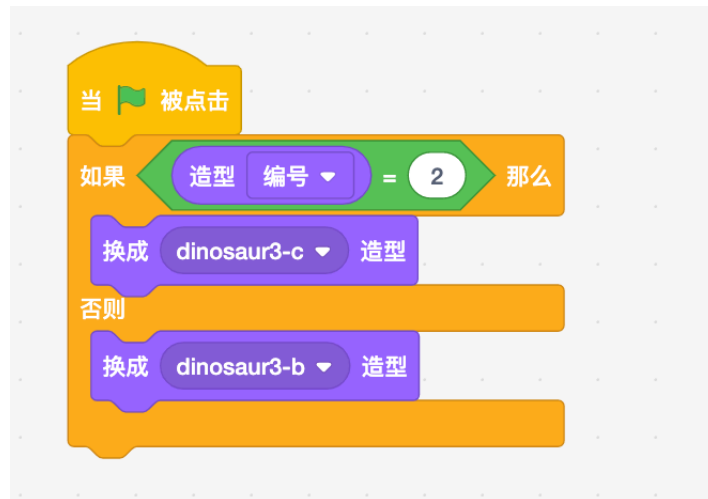 当 被点击
如果 造型 编号 = 2 那么
换成 dinosaur3-c 造型
否则
换成 dinosaur3-b 造型